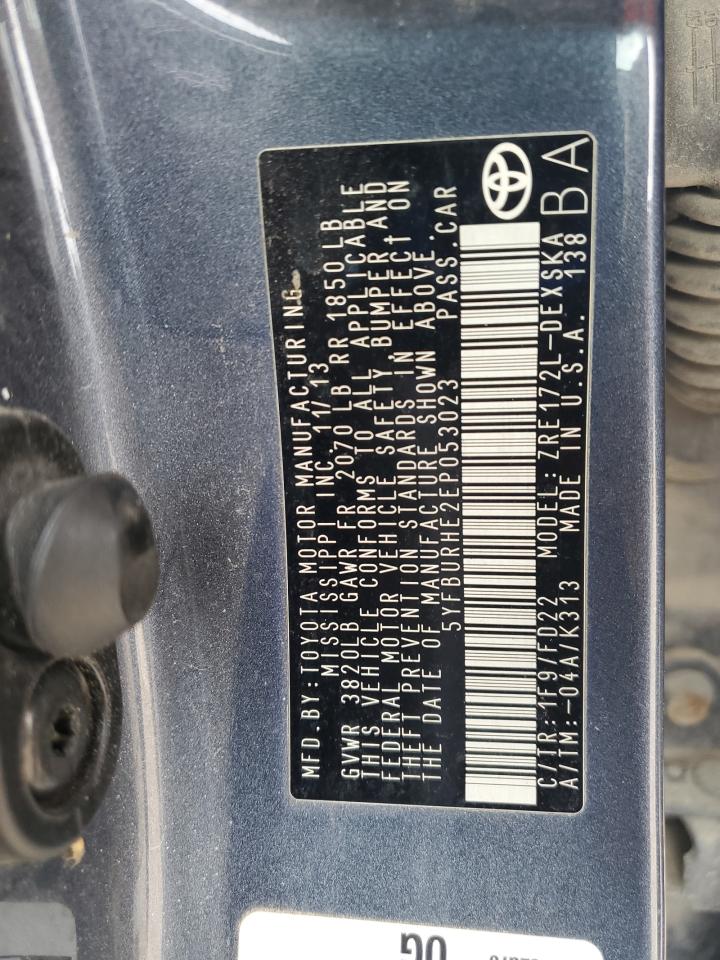 MFD.BY:TOYOTA MOTOR MANUFACTURING
MISSISSIPPI INC. 11/13
GVWR 3820LB GAWR FR 2070 LB RR 1850LB
THIS VEHICLE CONFORMS TO ALL APPLICABLE
FEDERAL MOTOR VEHICLE SAFETY, BUMPER AND
THEFT PREVENTION STANDARDS IN EFFECT ON
THE DATE OF MANUFACTURE SHOWN ABOVE.
5YFBURHE2EP053023 PASS.CAR
C/TR:1F9/FD22 MODEL:ZRE172L-DEXSKA
A/TM:-04A/K313 MADE IN U.S.A. 138
BA